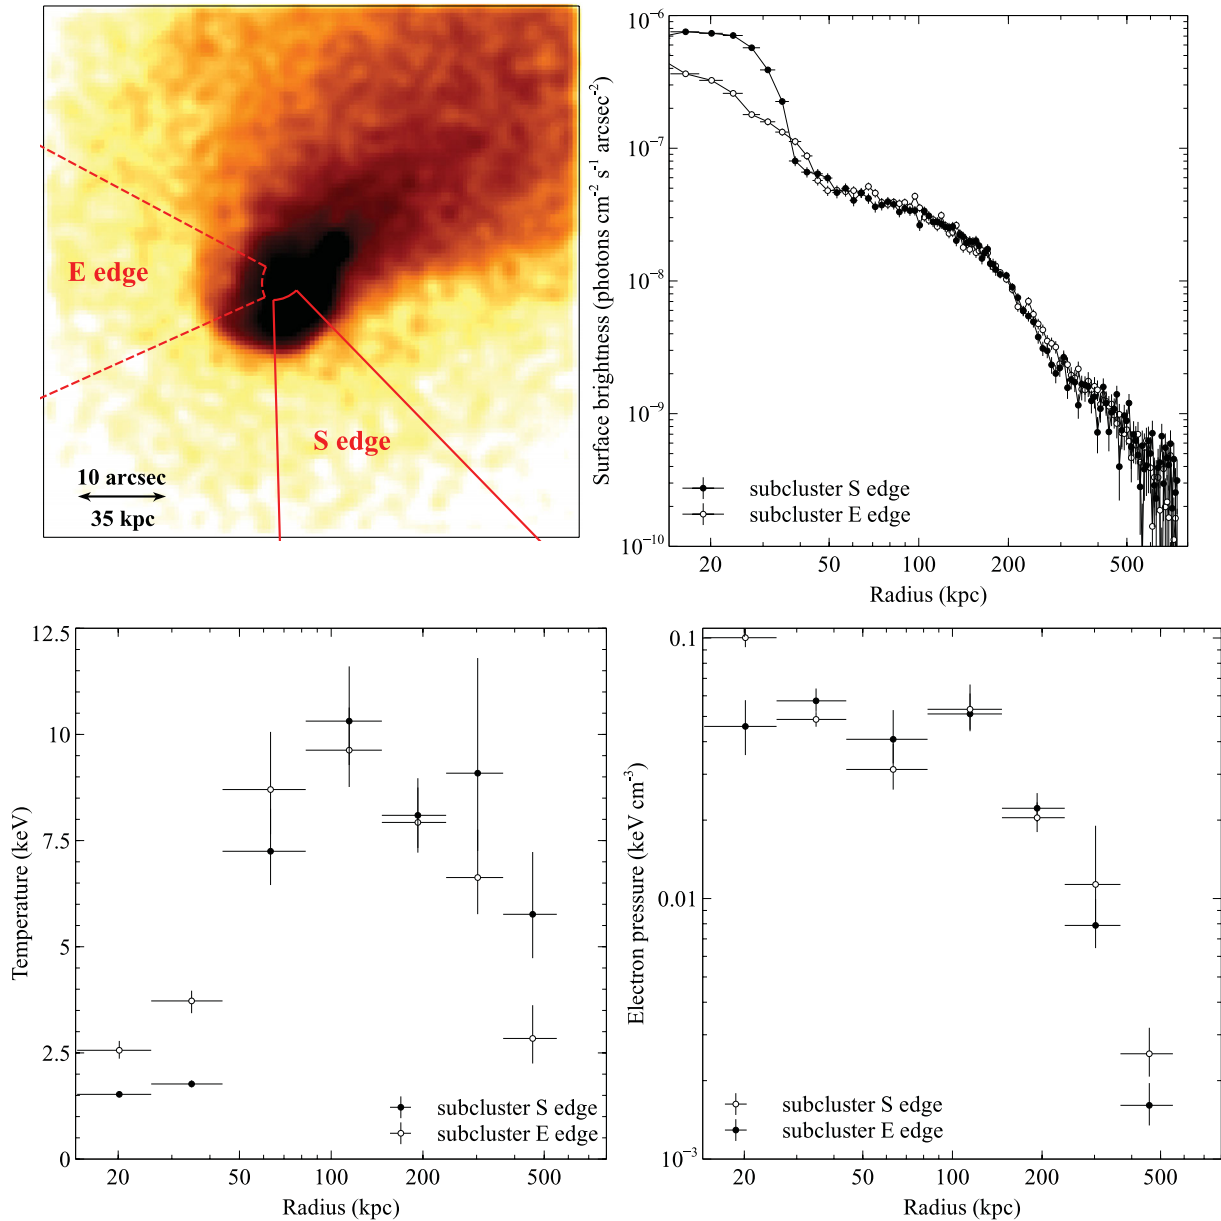 E edge
S edge
10 arcsec
35 kpc
10⁻⁶
10⁻⁷
10⁻⁸
10⁻⁹
10⁻¹⁰
Surface brightness (photons cm⁻² s⁻¹ arcsec⁻²)
subcluster S edge
subcluster E edge
20 50 100 200 500
Radius (kpc)
12.5
10
7.5
5
2.5
0
Temperature (keV)
subcluster S edge
subcluster E edge
20 50 100 200 500
Radius (kpc)
0.1
0.01
10⁻³
Electron pressure (keV cm⁻³)
subcluster S edge
subcluster E edge
20 50 100 200 500
Radius (kpc)